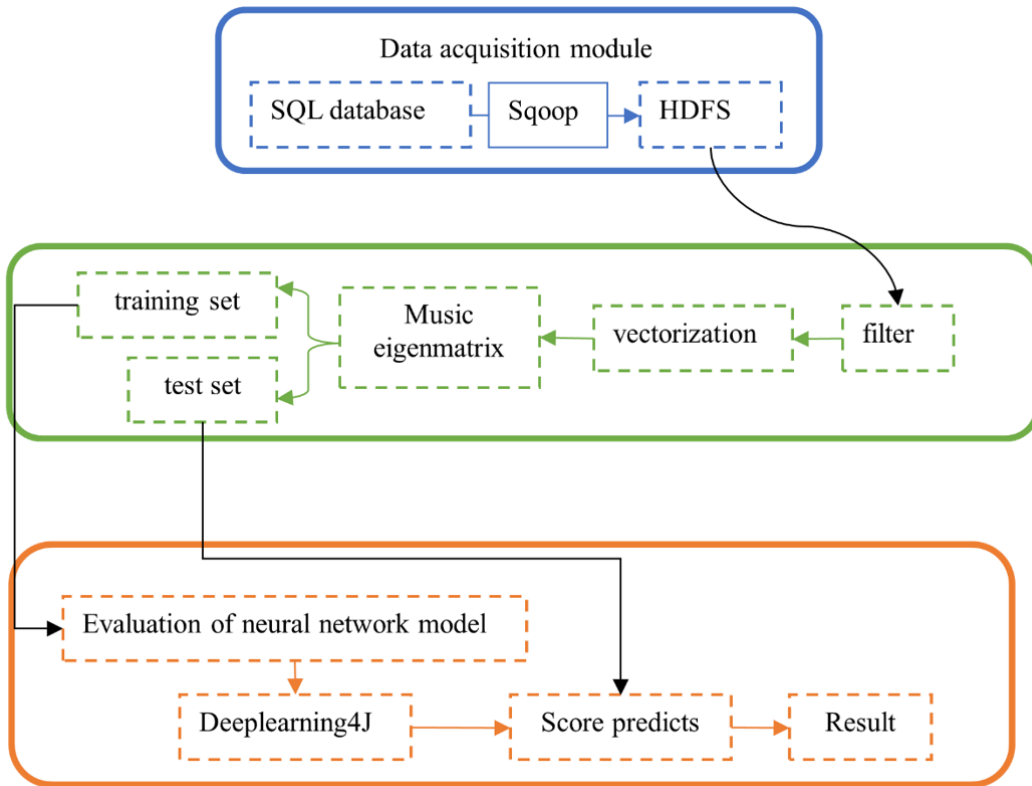 Data acquisition module
SQL database
Sqoop
HDFS
training set
test set
Music
eigenmatrix
vectorization
filter
Evaluation of neural network model
Deeplearning4J
Score predicts
Result